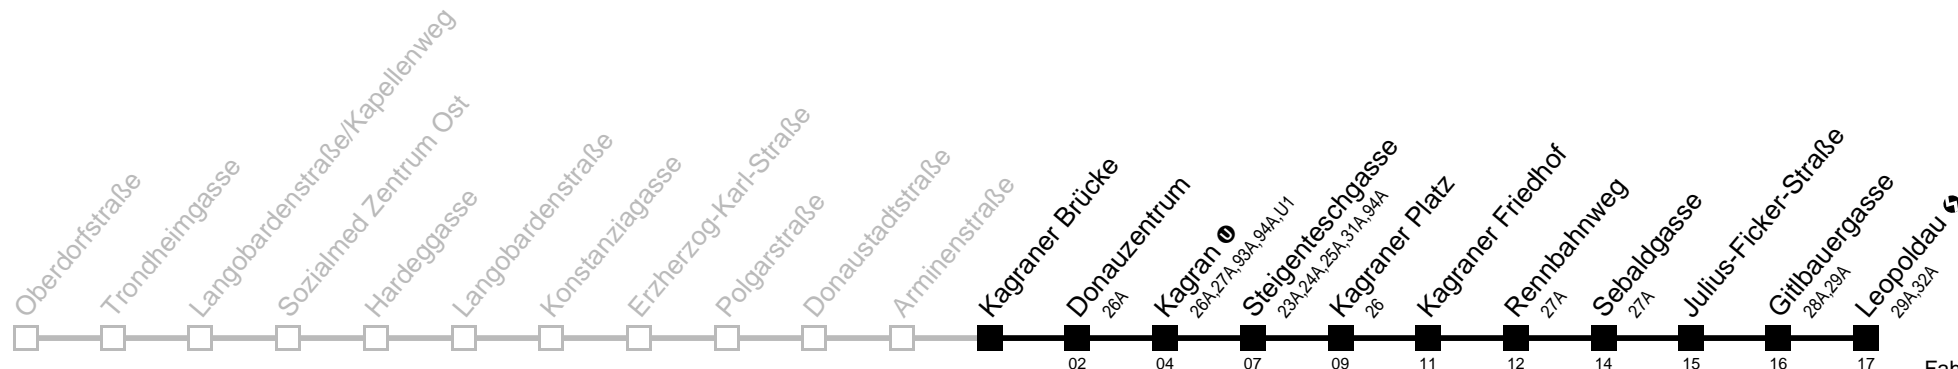 Oberdorfstraße
Trondheimgasse
Langobardenstraße/Kapellenweg
Sozialmed Zentrum Ost
Hardeggasse
Langobardenstraße
Konstanziagasse
Erzherzog-Karl-Straße
Polgarstraße
Donaustadtstraße
Arminenstraße
Kagraner Brücke
Donauzentrum
26A
02
Kagran U
26A,27A,93A,94A,U1
04
Steigenteschgasse
23A,24A,25A,31A,94A
07
Kagraner Platz
26
09
Kagraner Friedhof
11
Rennbahnweg
27A
12
Sebaldgasse
27A
14
Julius-Ficker-Straße
15
Gitlbauergasse
28A,29A
16
Leopoldau
29A,32A
17